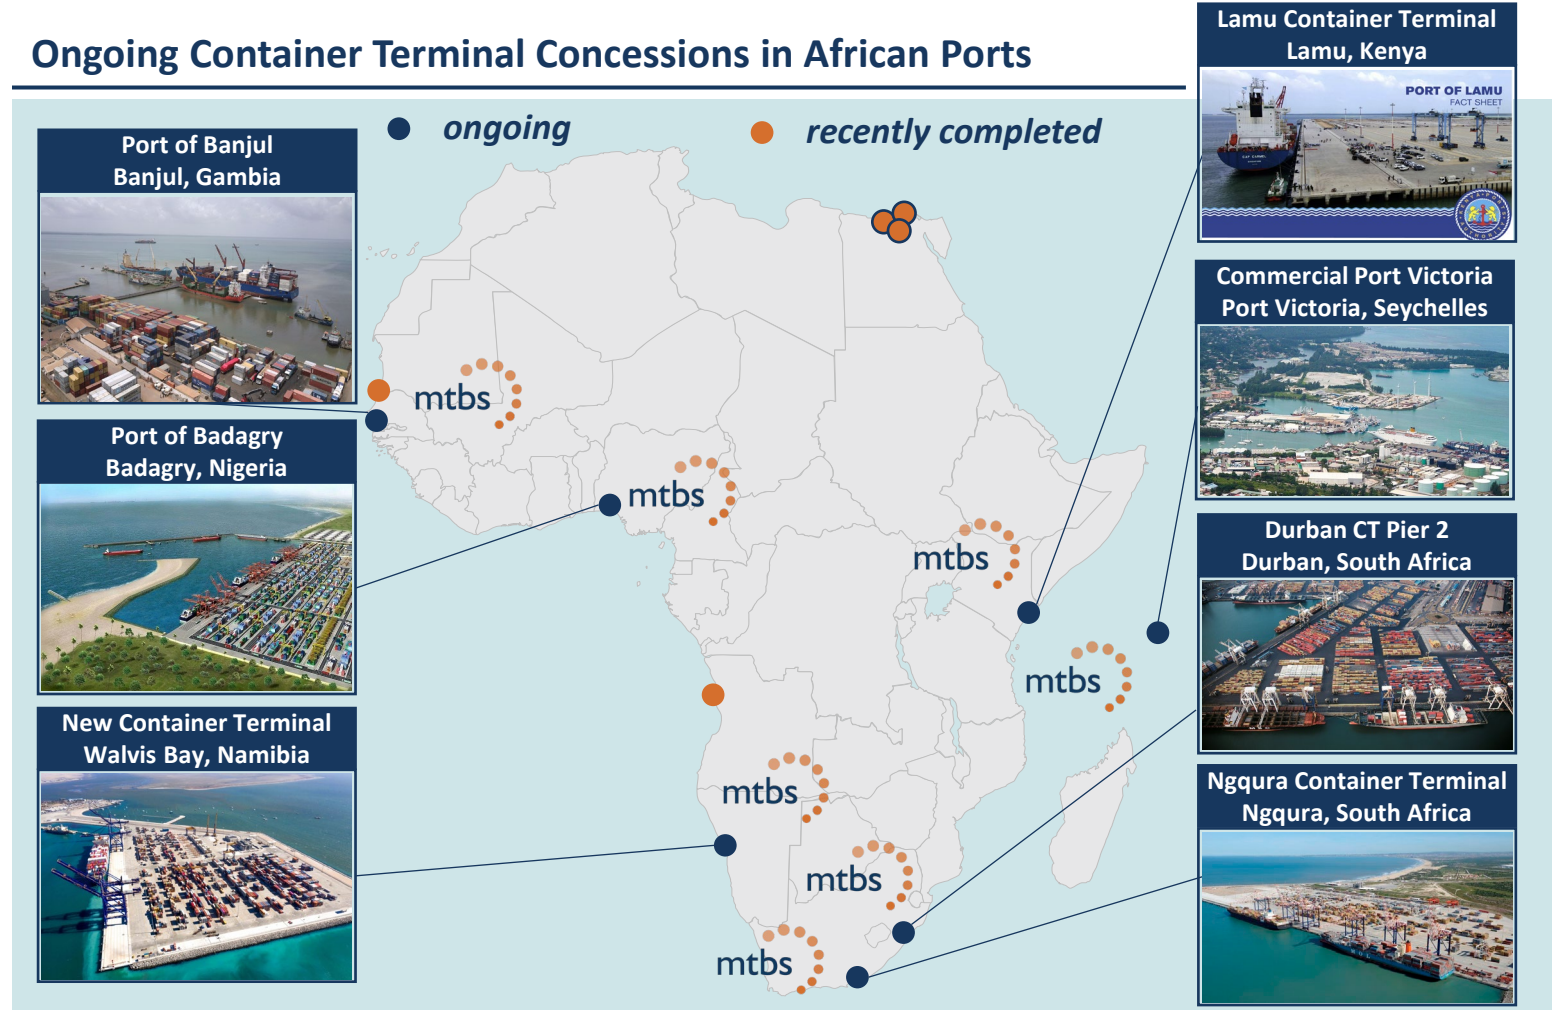 Ongoing Container Terminal Concessions in African Ports
ongoing
recently completed
Port of Banjul
Banjul, Gambia
Port of Badagry
Badagry, Nigeria
New Container Terminal
Walvis Bay, Namibia
Lamu Container Terminal
Lamu, Kenya
PORT OF LAMU
FACT SHEET
Commercial Port Victoria
Port Victoria, Seychelles
Durban CT Pier 2
Durban, South Africa
Ngqura Container Terminal
Ngqura, South Africa
mtbs
mtbs
mtbs
mtbs
mtbs
mtbs
mtbs